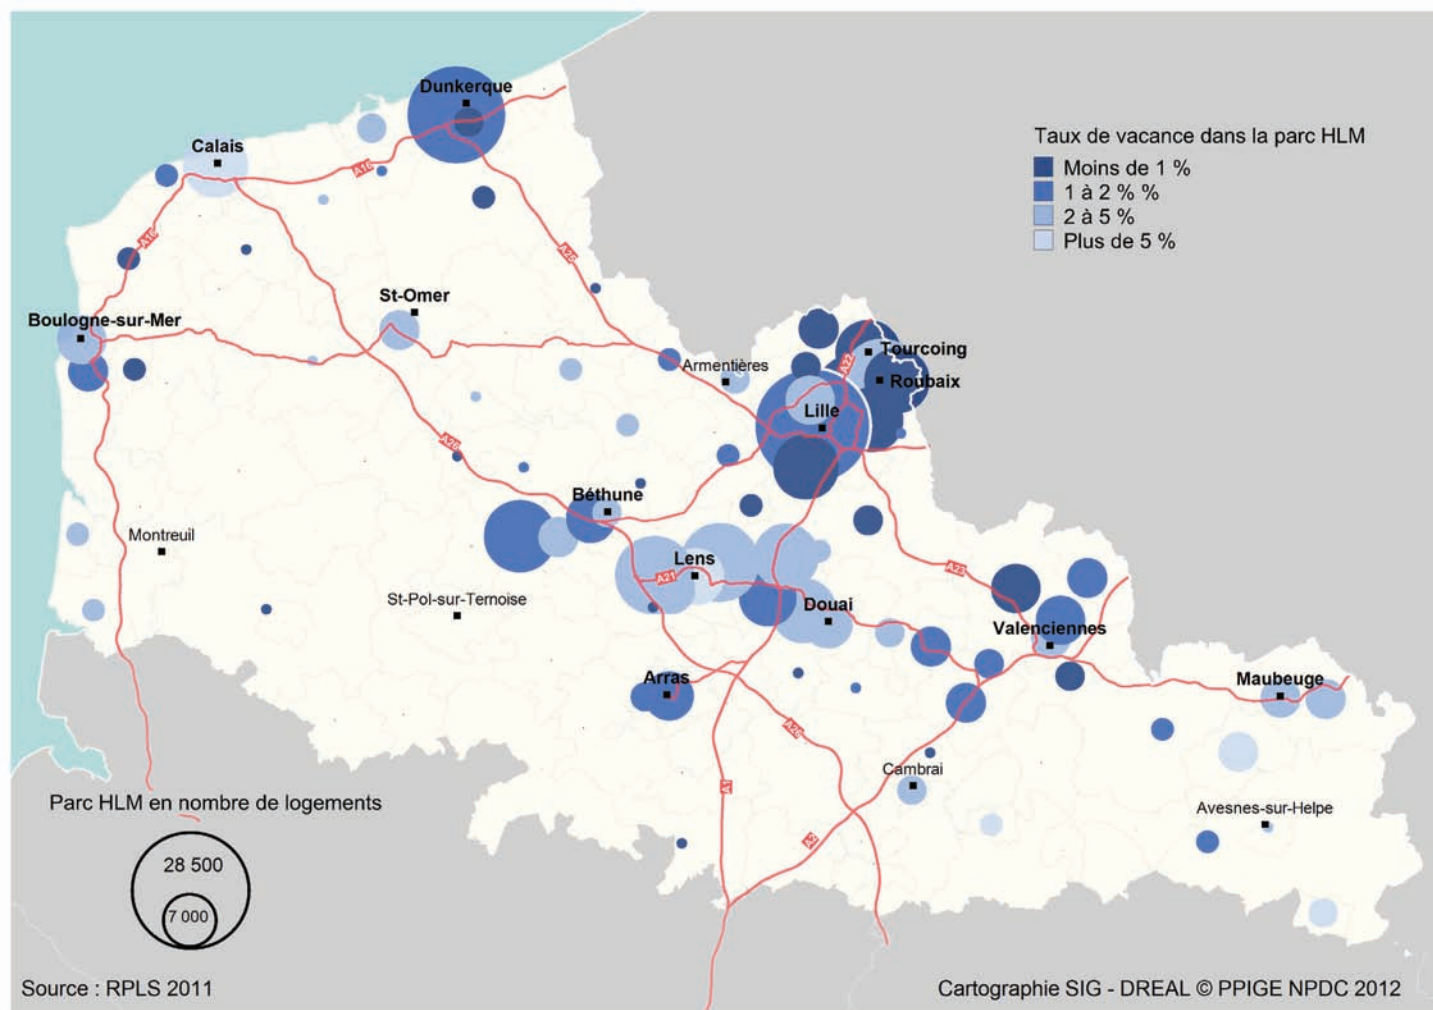 Dunkerque
Calais
A16
A16
A25
St-Omer
Boulogne-sur-Mer
Armentières
Tourcoing
A22
Roubaix
Lille
A26
Béthune
Montreuil
Lens
A21
A23
St-Pol-sur-Ternoise
Douai
Valenciennes
Arras
Maubeuge
A26
Cambrai
A1
A2
Avesnes-sur-Helpe
Taux de vacance dans la parc HLM
Moins de 1 %
1 à 2 % %
2 à 5 %
Plus de 5 %
Parc HLM en nombre de logements
28 500
7 000
Source : RPLS 2011
Cartographie SIG - DREAL © PPIGE NPDC 2012